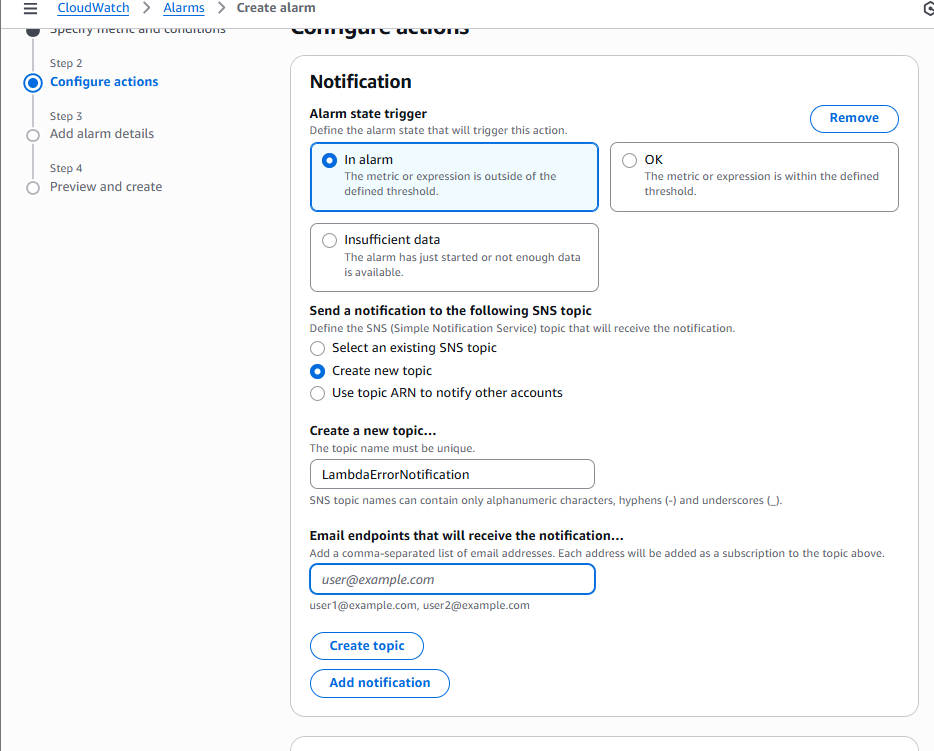 CloudWatch > Alarms > Create alarm
Specify metric and conditions
Configure actions
Step 2
Configure actions
Step 3
Add alarm details
Step 4
Preview and create
Notification
Alarm state trigger
Define the alarm state that will trigger this action.
Remove
In alarm
The metric or expression is outside of the
defined threshold.
OK
The metric or expression is within the defined
threshold.
Insufficient data
The alarm has just started or not enough data
is available.
Send a notification to the following SNS topic
Define the SNS (Simple Notification Service) topic that will receive the notification.
Select an existing SNS topic
Create new topic
Use topic ARN to notify other accounts
Create a new topic...
The topic name must be unique.
LambdaErrorNotification
SNS topic names can contain only alphanumeric characters, hyphens (-) and underscores (_).
Email endpoints that will receive the notification...
Add a comma-separated list of email addresses. Each address will be added as a subscription to the topic above.
user@example.com
user1@example.com, user2@example.com
Create topic
Add notification